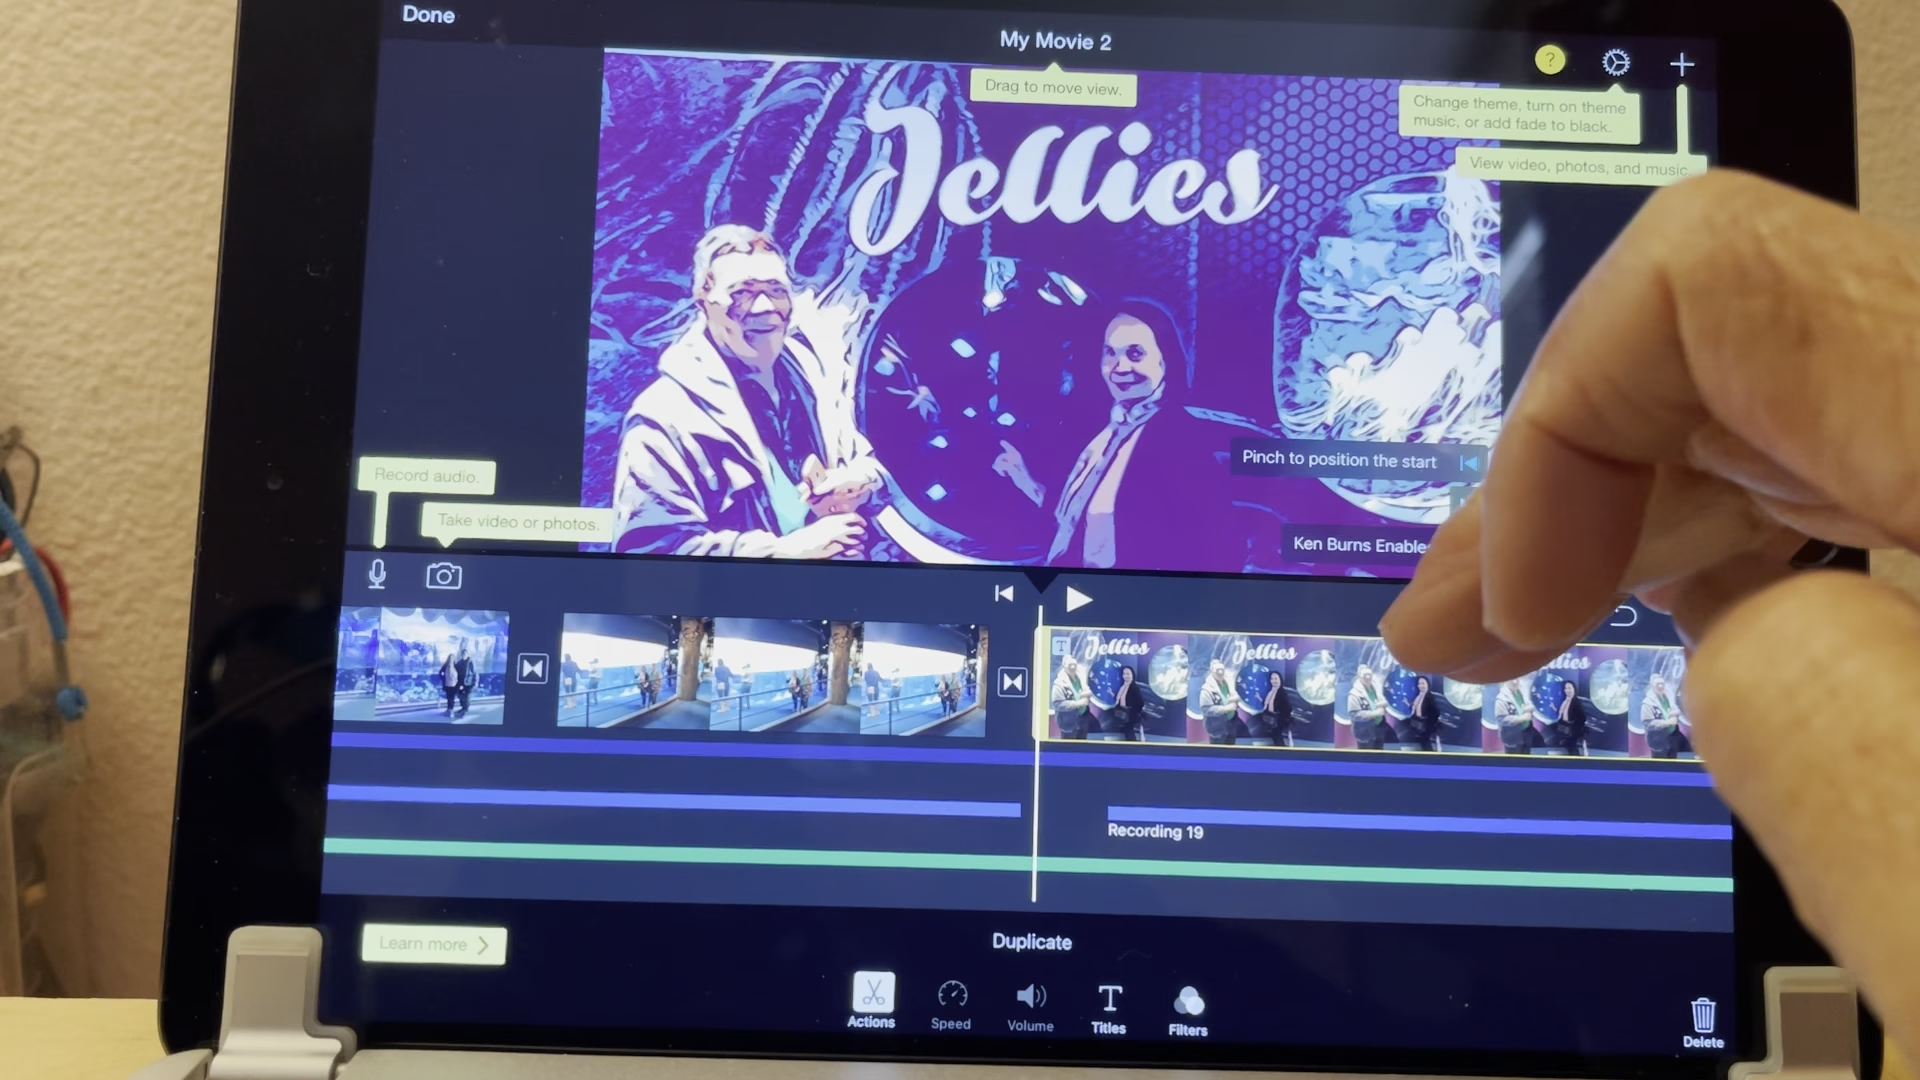 Done
My Movie 2
?
Drag to move view.
Change theme, turn on theme
music, or add fade to black.
View video, photos, and music.
Jellies
Pinch to position the start
Record audio.
Take video or photos.
Ken Burns Enable
T
Jellies
Jellies
Recording 19
Learn more
Duplicate
Actions
Speed
Volume
T
Titles
Filters
Delete